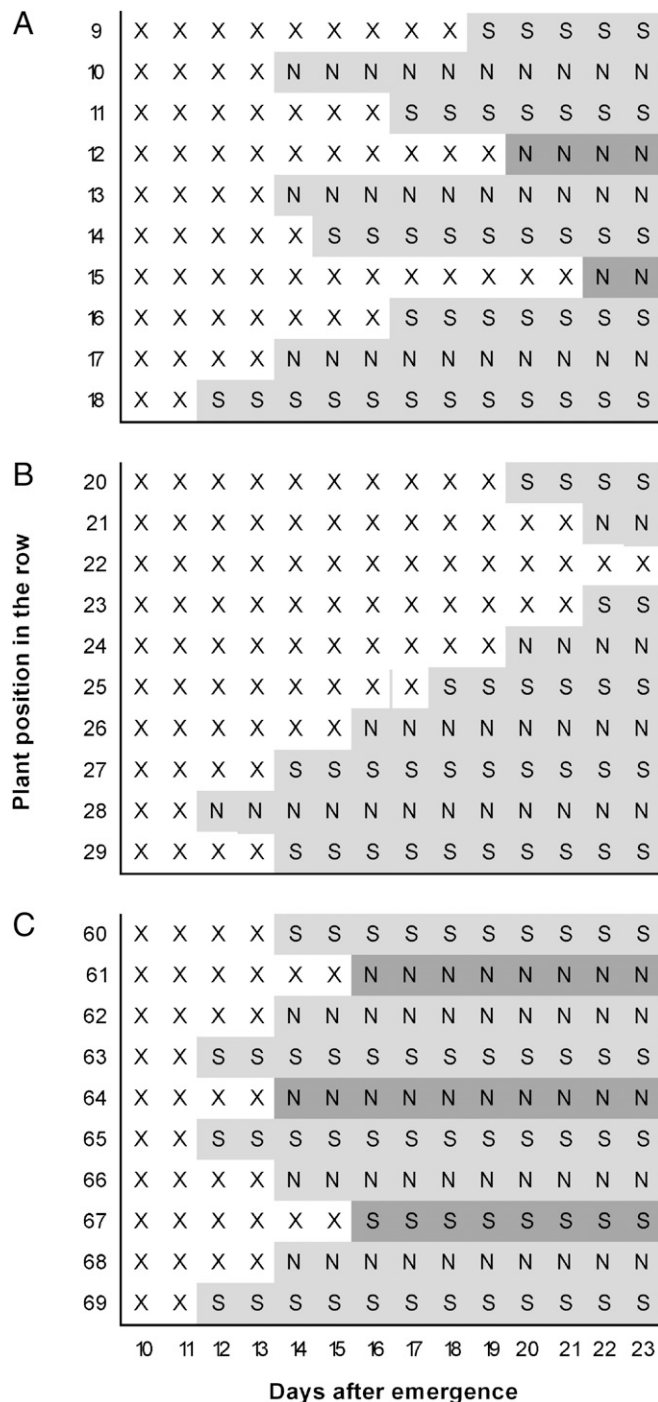 A
9 X X X X X X X X X S S S S S
10 X X X X N N N N N N N N N N
11 X X X X X X X S S S S S S S
12 X X X X X X X X X X N N N N
13 X X X X N N N N N N N N N N
14 X X X X X S S S S S S S S S
15 X X X X X X X X X X X X N N
16 X X X X X X X S S S S S S S
17 X X X X N N N N N N N N N N
18 X X S S S S S S S S S S S S
B
20 X X X X X X X X X X S S S S
21 X X X X X X X X X X X X N N
22 X X X X X X X X X X X X X X
23 X X X X X X X X X X X X S S
24 X X X X X X X X X X N N N N
25 X X X X X X X X S S S S S S
26 X X X X X X N N N N N N N N
27 X X X X S S S S S S S S S S
28 X X N N N N N N N N N N N N
29 X X X X S S S S S S S S S S
Plant position in the row
C
60 X X X X S S S S S S S S S S
61 X X X X X X N N N N N N N N
62 X X X X N N N N N N N N N N
63 X X S S S S S S S S S S S S
64 X X X X N N N N N N N N N N
65 X X S S S S S S S S S S S S
66 X X X X N N N N N N N N N N
67 X X X X X X S S S S S S S S
68 X X X X N N N N N N N N N N
69 X X S S S S S S S S S S S S
10 11 12 13 14 15 16 17 18 19 20 21 22 23
Days after emergence